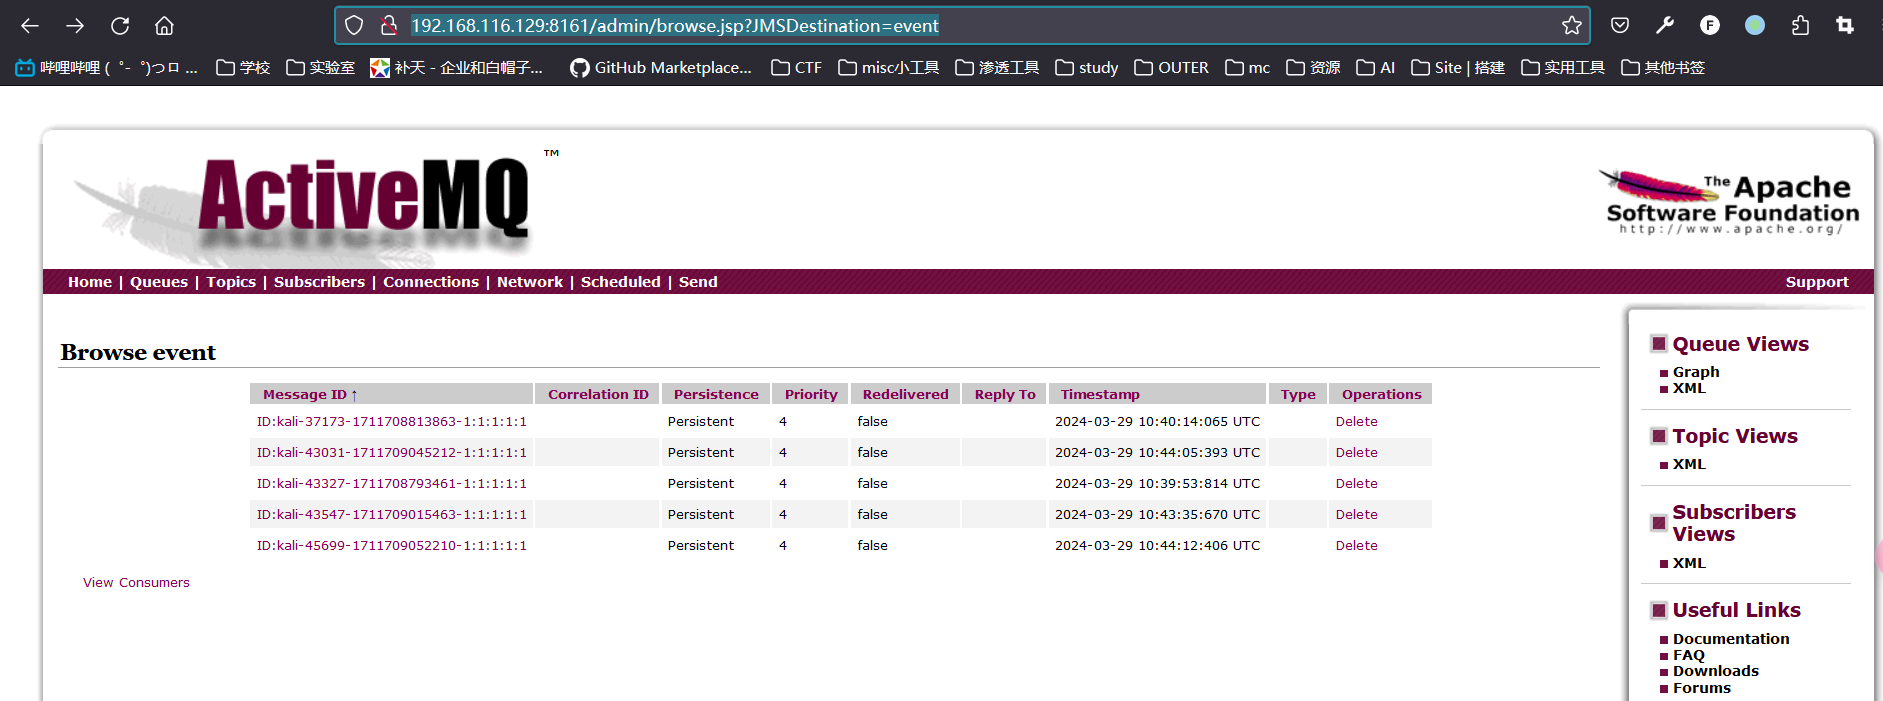 192.168.116.129:8161/admin/browse.jsp?JMSDestination=event
哔哩哔哩 (゜-゜)つロ ... 学校 实验室 补天 - 企业和白帽子... GitHub Marketplace... CTF misc小工具 渗透工具 study OUTER mc 资源 AI Site | 搭建 实用工具 其他书签
ActiveMQ ™
The Apache
Software Foundation
http://www.apache.org/
Home | Queues | Topics | Subscribers | Connections | Network | Scheduled | Send Support
Browse event
Message ID ↑ Correlation ID Persistence Priority Redelivered Reply To Timestamp Type Operations
ID:kali-37173-1711708813863-1:1:1:1:1 Persistent 4 false 2024-03-29 10:40:14:065 UTC Delete
ID:kali-43031-1711709045212-1:1:1:1:1 Persistent 4 false 2024-03-29 10:44:05:393 UTC Delete
ID:kali-43327-1711708793461-1:1:1:1:1 Persistent 4 false 2024-03-29 10:39:53:814 UTC Delete
ID:kali-43547-1711709015463-1:1:1:1:1 Persistent 4 false 2024-03-29 10:43:35:670 UTC Delete
ID:kali-45699-1711709052210-1:1:1:1:1 Persistent 4 false 2024-03-29 10:44:12:406 UTC Delete
View Consumers
Queue Views
Graph
XML
Topic Views
XML
Subscribers
Views
XML
Useful Links
Documentation
FAQ
Downloads
Forums